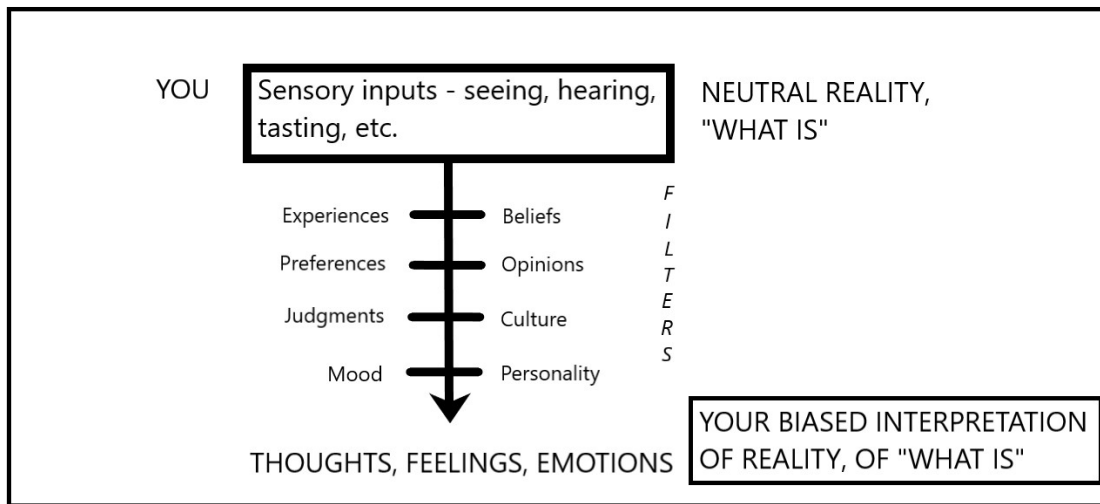 YOU
Sensory inputs - seeing, hearing,
tasting, etc.
NEUTRAL REALITY,
"WHAT IS"
Experiences
Beliefs
Preferences
Opinions
Judgments
Culture
Mood
Personality
FILTERS
THOUGHTS, FEELINGS, EMOTIONS
YOUR BIASED INTERPRETATION
OF REALITY, OF "WHAT IS"